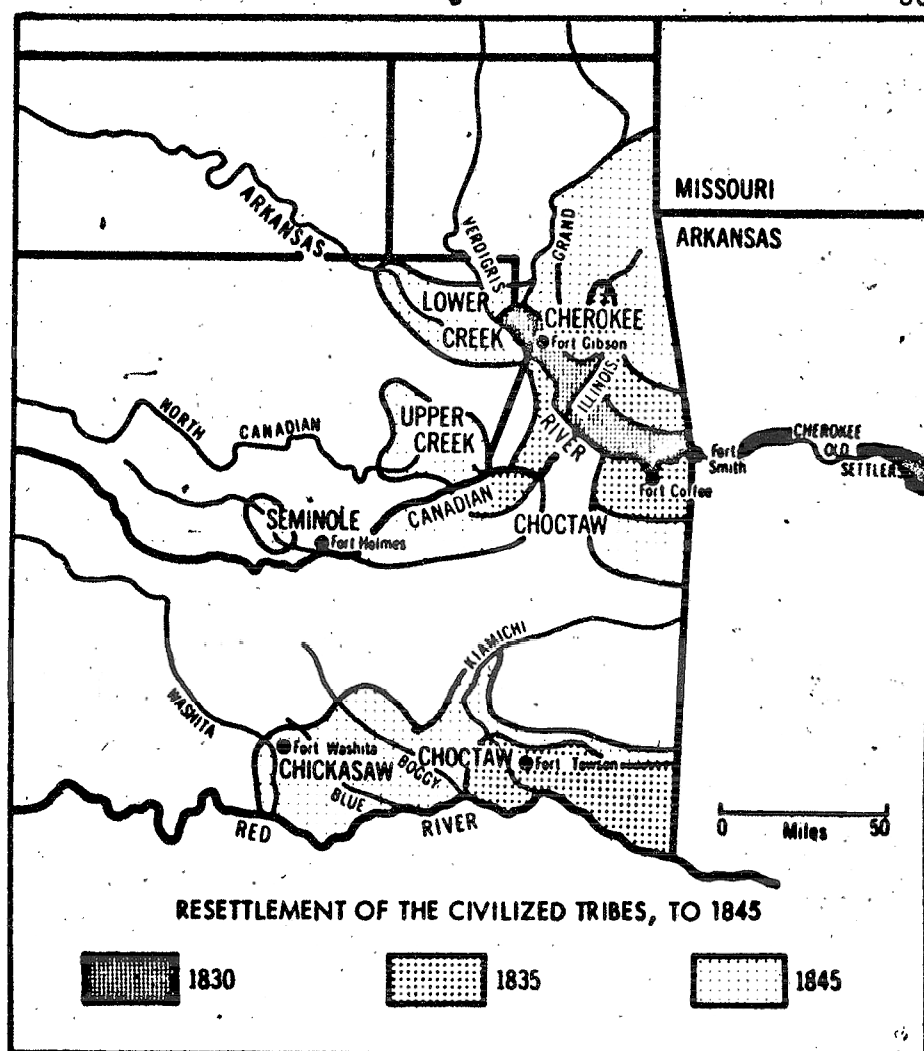 MISSOURI
ARKANSAS
ARKANSAS
VERDIGRIS
GRAND
LOWER
CREEK
CHEROKEE
Fort Gibson
ILLINOIS
RIVER
UPPER
CREEK
NORTH
CANADIAN
CHEROKEE
OLD
SETTLERS
Fort
Smith
Fort Coffee
CANADIAN
SEMINOLE
Fort Holmes
CHOCTAW
KIAMICHI
WASHITA
Fort Washita
CHICKASAW
CHOCTAW
Fort Towson
BOGGY
BLUE
RED
RIVER
0 50
Miles
RESETTLEMENT OF THE CIVILIZED TRIBES, TO 1845
1830 1835 1845